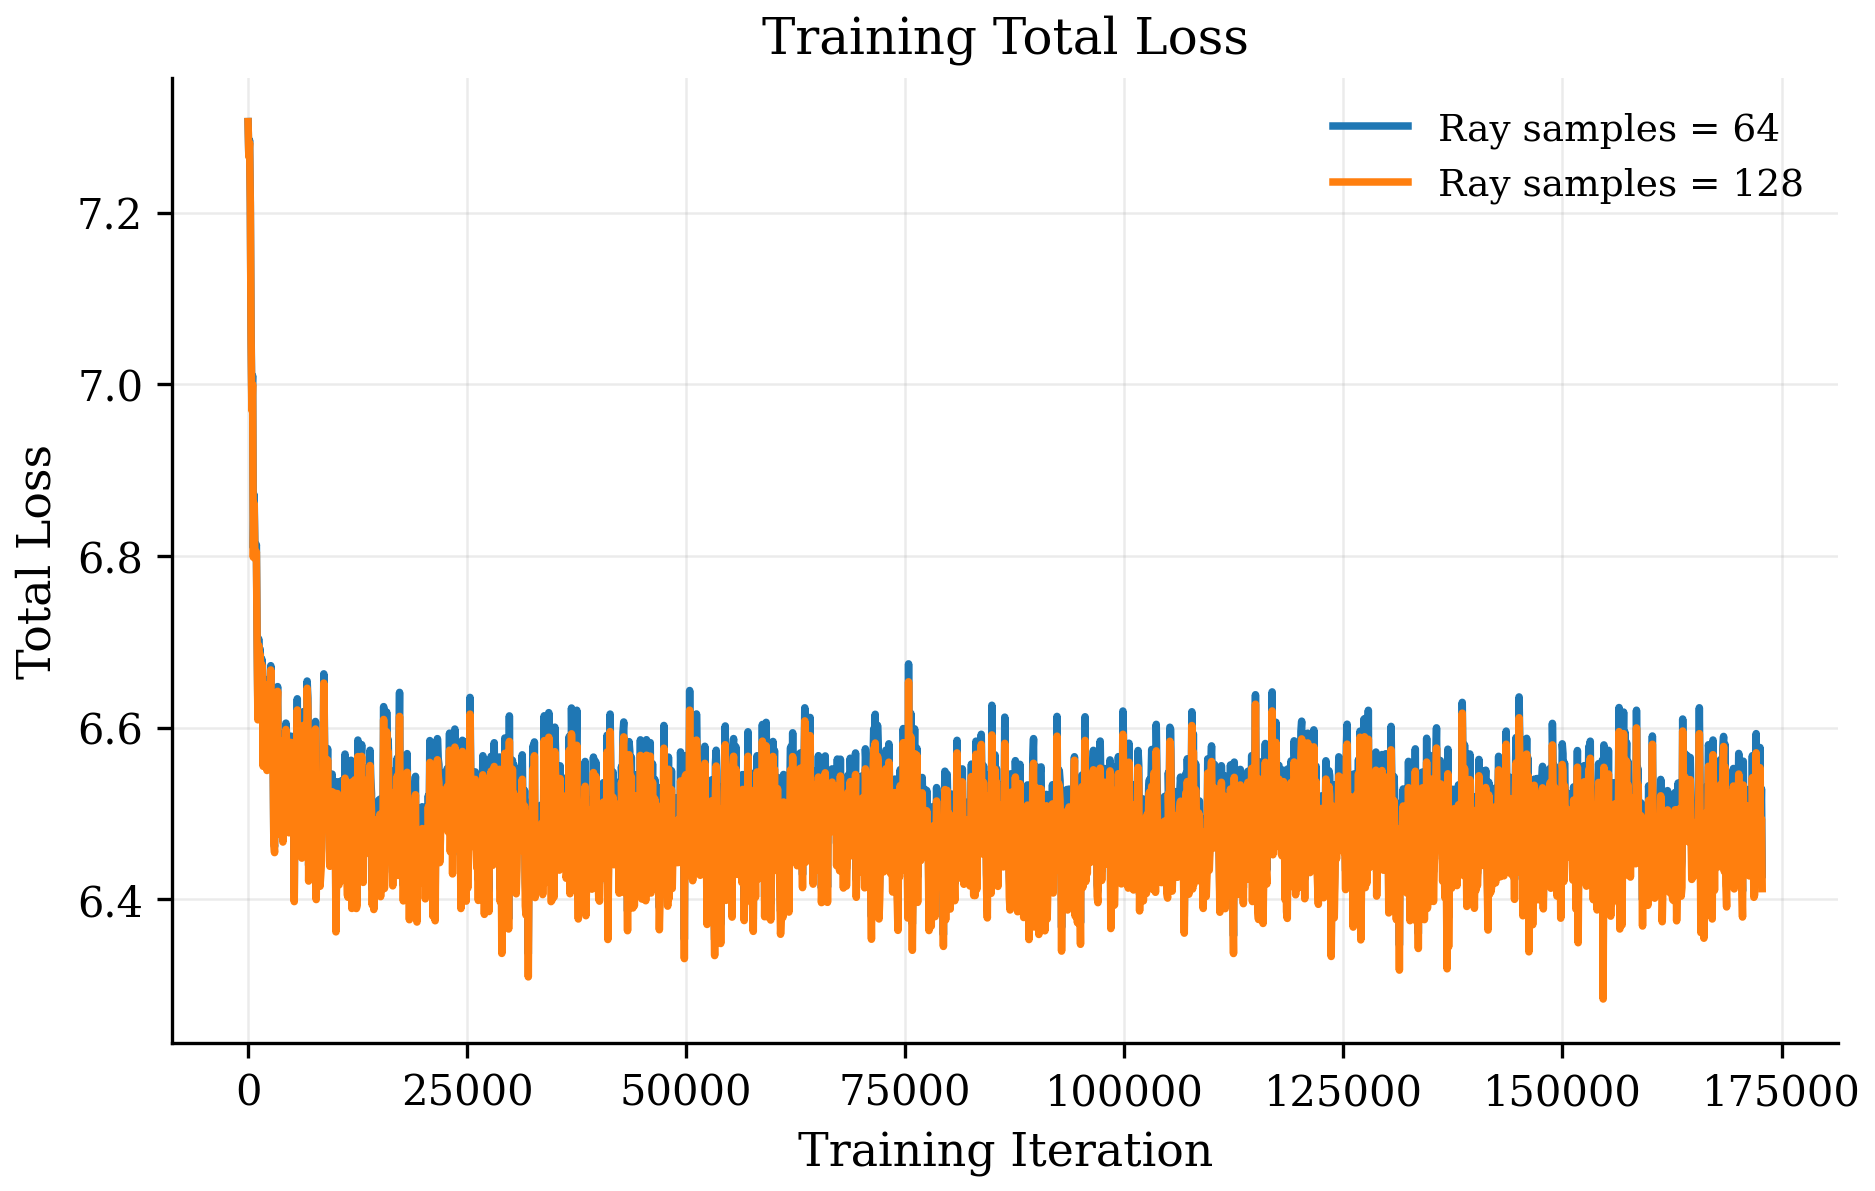 Training Total Loss
Ray samples = 64
Ray samples = 128
Total Loss
7.2
7.0
6.8
6.6
6.4
0
25000
50000
75000
100000
125000
150000
175000
Training Iteration